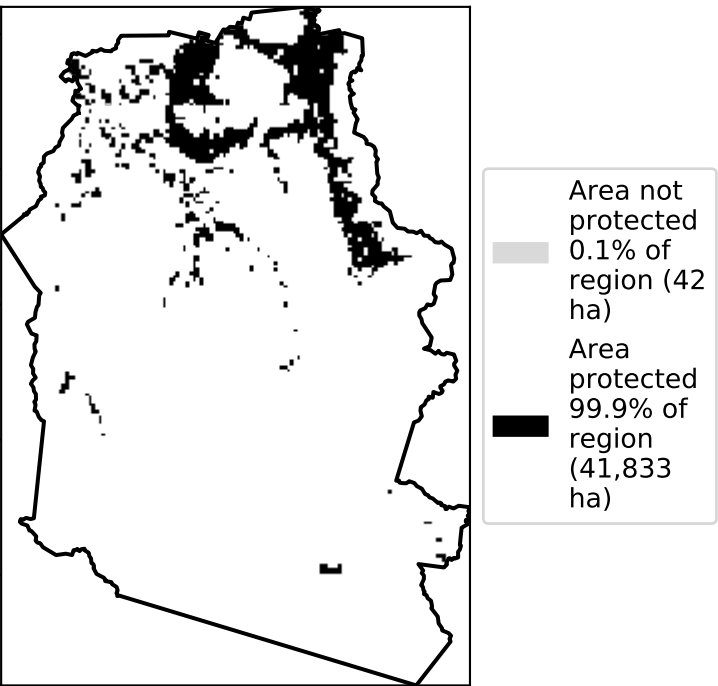 Area not
protected
0.1% of
region (42
ha)
Area
protected
99.9% of
region
(41,833
ha)